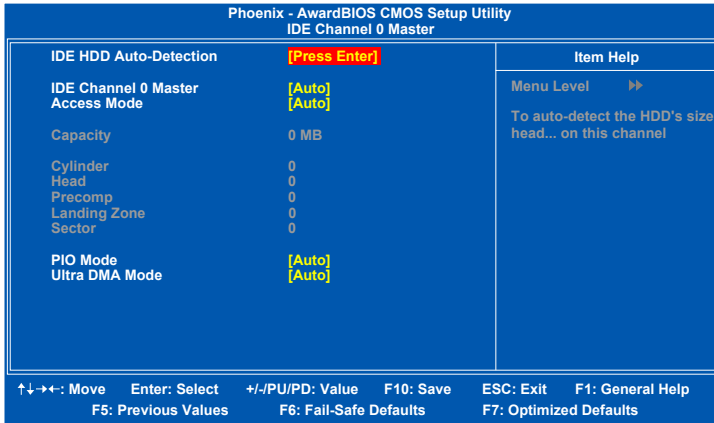 Phoenix - AwardBIOS CMOS Setup Utility
IDE Channel 0 Master
IDE HDD Auto-Detection [Press Enter]
IDE Channel 0 Master [Auto]
Access Mode [Auto]
Capacity 0 MB
Cylinder 0
Head 0
Precomp 0
Landing Zone 0
Sector 0
PIO Mode [Auto]
Ultra DMA Mode [Auto]
Item Help
Menu Level ▸▸
To auto-detect the HDD's size
head... on this channel
↑↓→←: Move Enter: Select +/-/PU/PD: Value F10: Save ESC: Exit F1: General Help
F5: Previous Values F6: Fail-Safe Defaults F7: Optimized Defaults